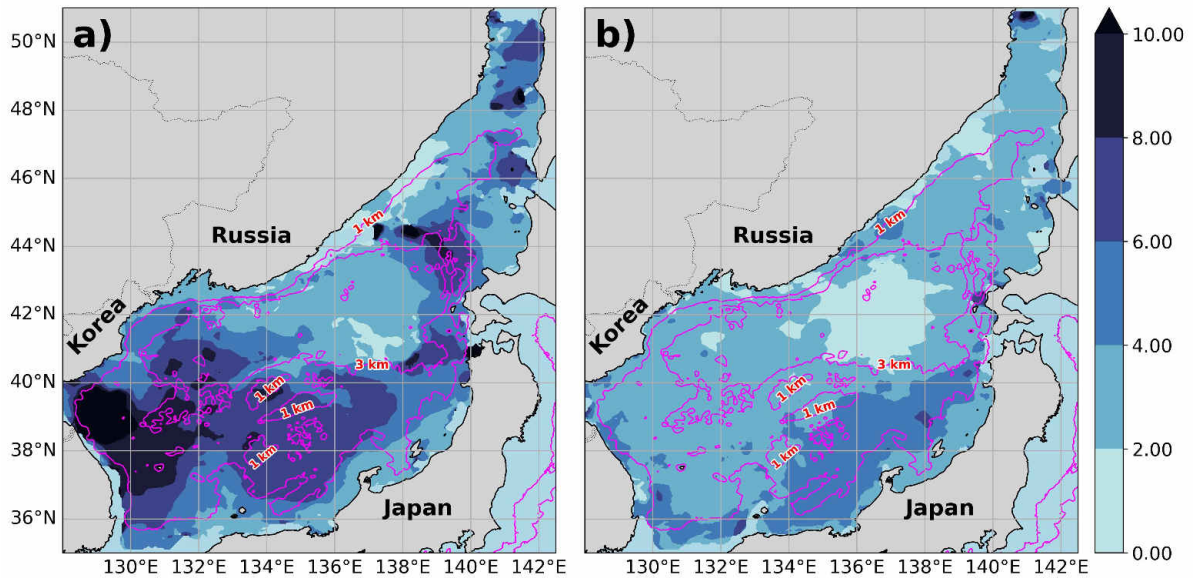 a)
50°N
48°N
46°N
44°N
42°N
40°N
38°N
36°N
Russia
Korea
Japan
1 km
3 km
1 km
1 km
1 km
130°E 132°E 134°E 136°E 138°E 140°E 142°E
b)
Russia
Korea
Japan
1 km
3 km
1 km
1 km
1 km
130°E 132°E 134°E 136°E 138°E 140°E 142°E
10.00
8.00
6.00
4.00
2.00
0.00